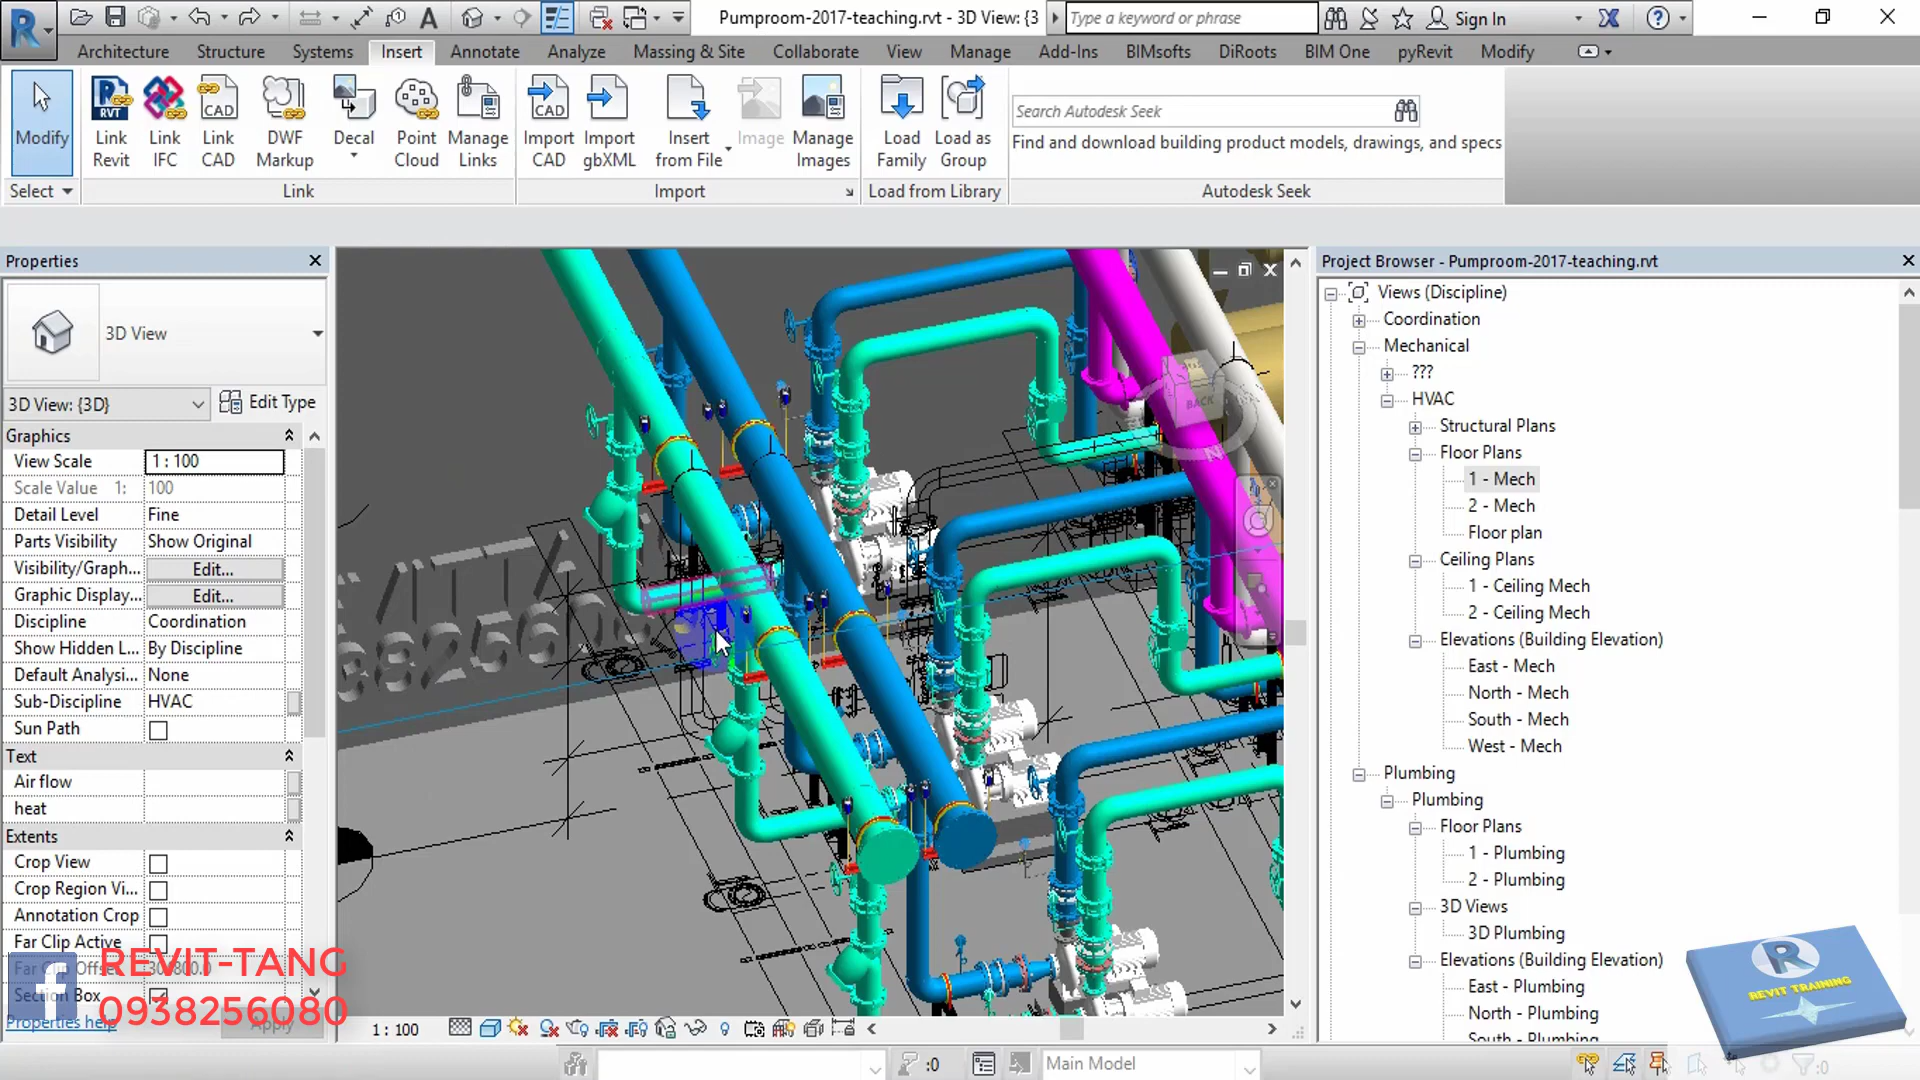 Pumproom-2017-teaching.rvt - 3D View: {3
Type a keyword or phrase
Sign In
Architecture Structure Systems Insert Annotate Analyze Massing & Site Collaborate View Manage Add-Ins BIMsofts DiRoots BIM One pyRevit Modify
Modify
Link Revit
Link IFC
Link CAD
DWF Markup
Decal
Point Cloud
Manage Links
Import CAD
Import gbXML
Insert from File
Image
Manage Images
Load Family
Load as Group
Search Autodesk Seek
Find and download building product models, drawings, and specs
Select
Link
Import
Load from Library
Autodesk Seek
Properties
3D View
3D View: {3D}
Edit Type
Graphics
View Scale 1 : 100
Scale Value 1: 100
Detail Level Fine
Parts Visibility Show Original
Visibility/Graph... Edit...
Graphic Display... Edit...
Discipline Coordination
Show Hidden L... By Discipline
Default Analysi... None
Sub-Discipline HVAC
Sun Path
Text
Air flow
heat
Extents
Crop View
Crop Region Vi...
Annotation Crop
Far Clip Active
Section Box
Properties help
Apply
REVIT-TANG
0938256080
BACK
1 : 100
Project Browser - Pumproom-2017-teaching.rvt
Views (Discipline)
Coordination
Mechanical
???
HVAC
Structural Plans
Floor Plans
1 - Mech
2 - Mech
Floor plan
Ceiling Plans
1 - Ceiling Mech
2 - Ceiling Mech
Elevations (Building Elevation)
East - Mech
North - Mech
South - Mech
West - Mech
Plumbing
Plumbing
Floor Plans
1 - Plumbing
2 - Plumbing
3D Views
3D Plumbing
Elevations (Building Elevation)
East - Plumbing
North - Plumbing
South - Plumbing
R
REVIT TRAINING
:0
Main Model
:0